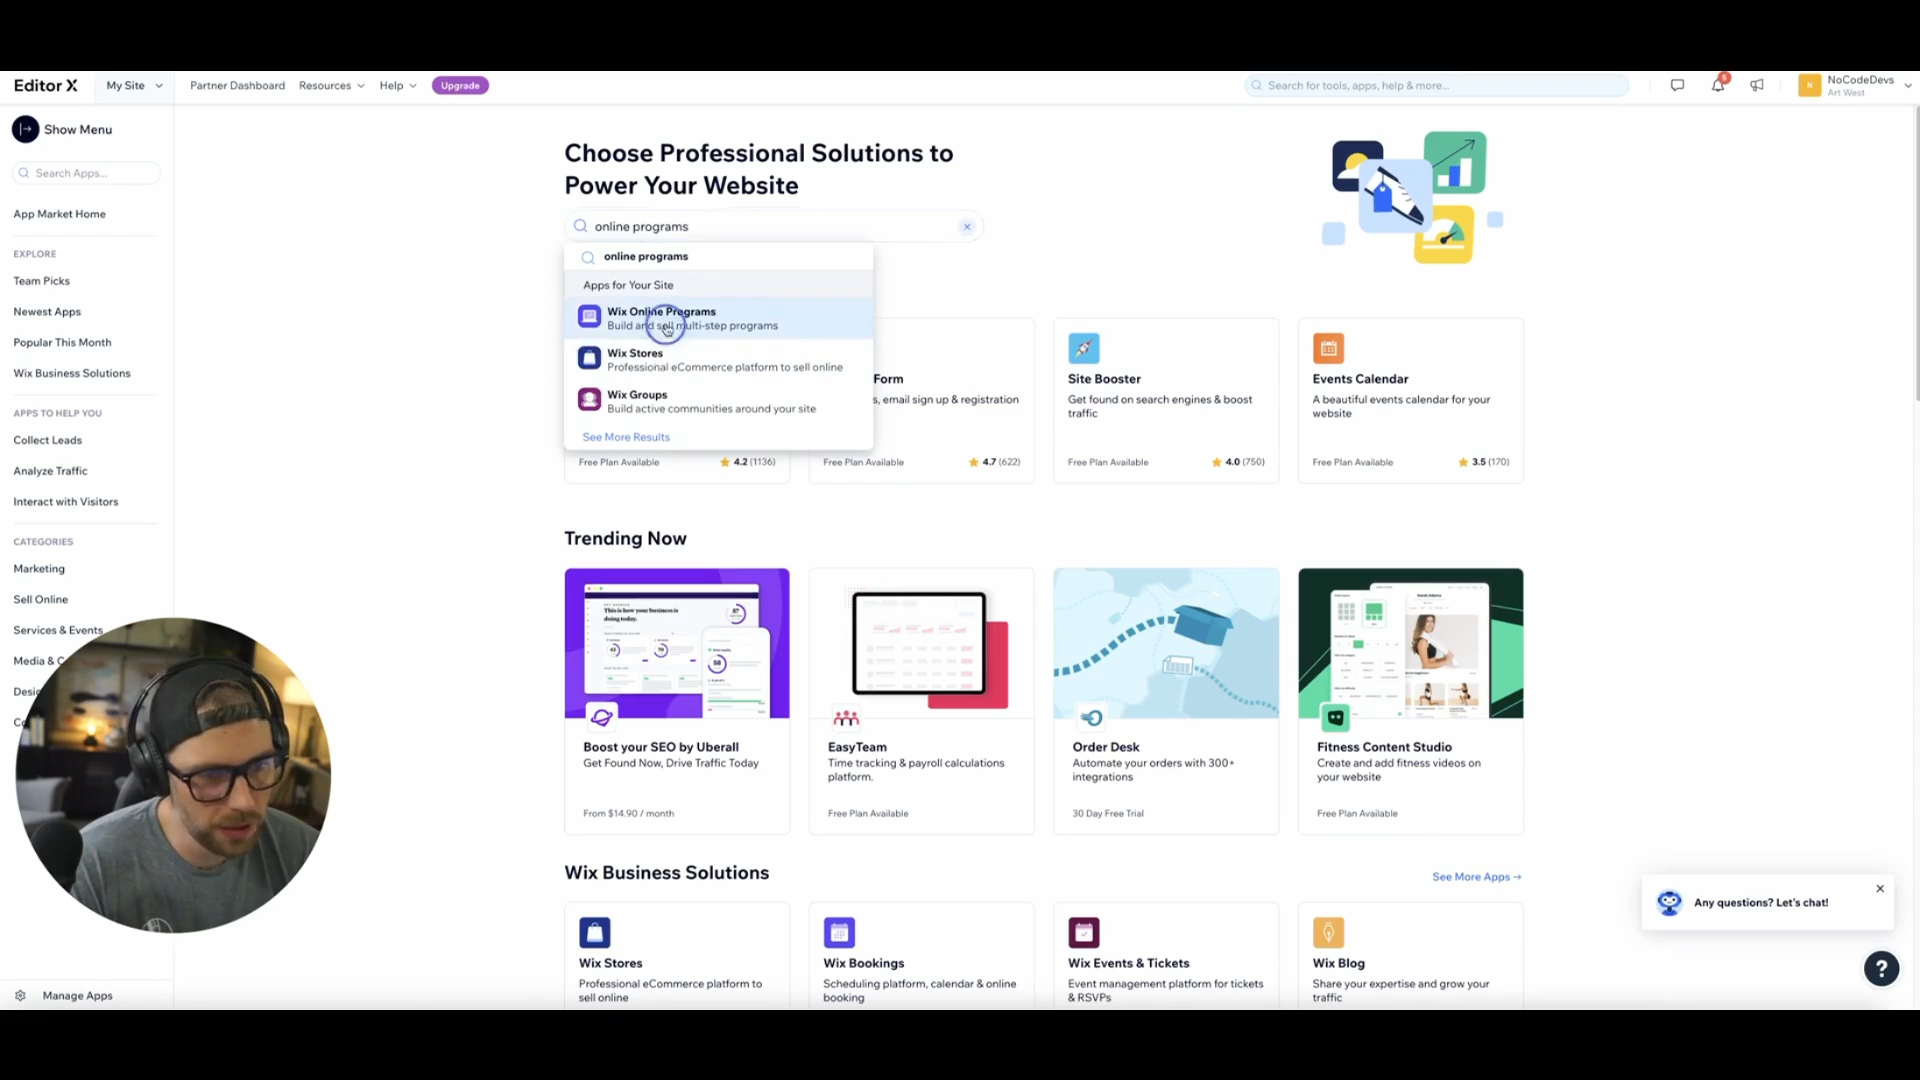 Editor X
My Site
Partner Dashboard
Resources
Help
Upgrade
Search for tools, apps, help & more...
5
N
NoCodeDevs
Art West
Show Menu
Search Apps...
App Market Home
EXPLORE
Team Picks
Newest Apps
Popular This Month
Wix Business Solutions
APPS TO HELP YOU
Collect Leads
Analyze Traffic
Interact with Visitors
CATEGORIES
Marketing
Sell Online
Services & Events
Media & C
Desig
Co
Manage Apps
Choose Professional Solutions to
Power Your Website
online programs
online programs
Apps for Your Site
Wix Online Programs
Build and sell multi-step programs
Wix Stores
Professional eCommerce platform to sell online
Wix Groups
Build active communities around your site
See More Results
Free Plan Available
4.2 (1136)
Form
s, email sign up & registration
Free Plan Available
4.7 (622)
Site Booster
Get found on search engines & boost
traffic
Free Plan Available
4.0 (750)
Events Calendar
A beautiful events calendar for your
website
Free Plan Available
3.5 (170)
Trending Now
This is how your business is
doing today.
Boost your SEO by Uberall
Get Found Now, Drive Traffic Today
From $14.90 / month
EasyTeam
Time tracking & payroll calculations
platform.
Free Plan Available
Order Desk
Automate your orders with 300+
integrations
30 Day Free Trial
Fitness Content Studio
Create and add fitness videos on
your website
Free Plan Available
Wix Business Solutions
See More Apps →
Wix Stores
Professional eCommerce platform to
sell online
Wix Bookings
Scheduling platform, calendar & online
booking
Wix Events & Tickets
Event management platform for tickets
& RSVPs
Wix Blog
Share your expertise and grow your
traffic
Any questions? Let's chat!
?